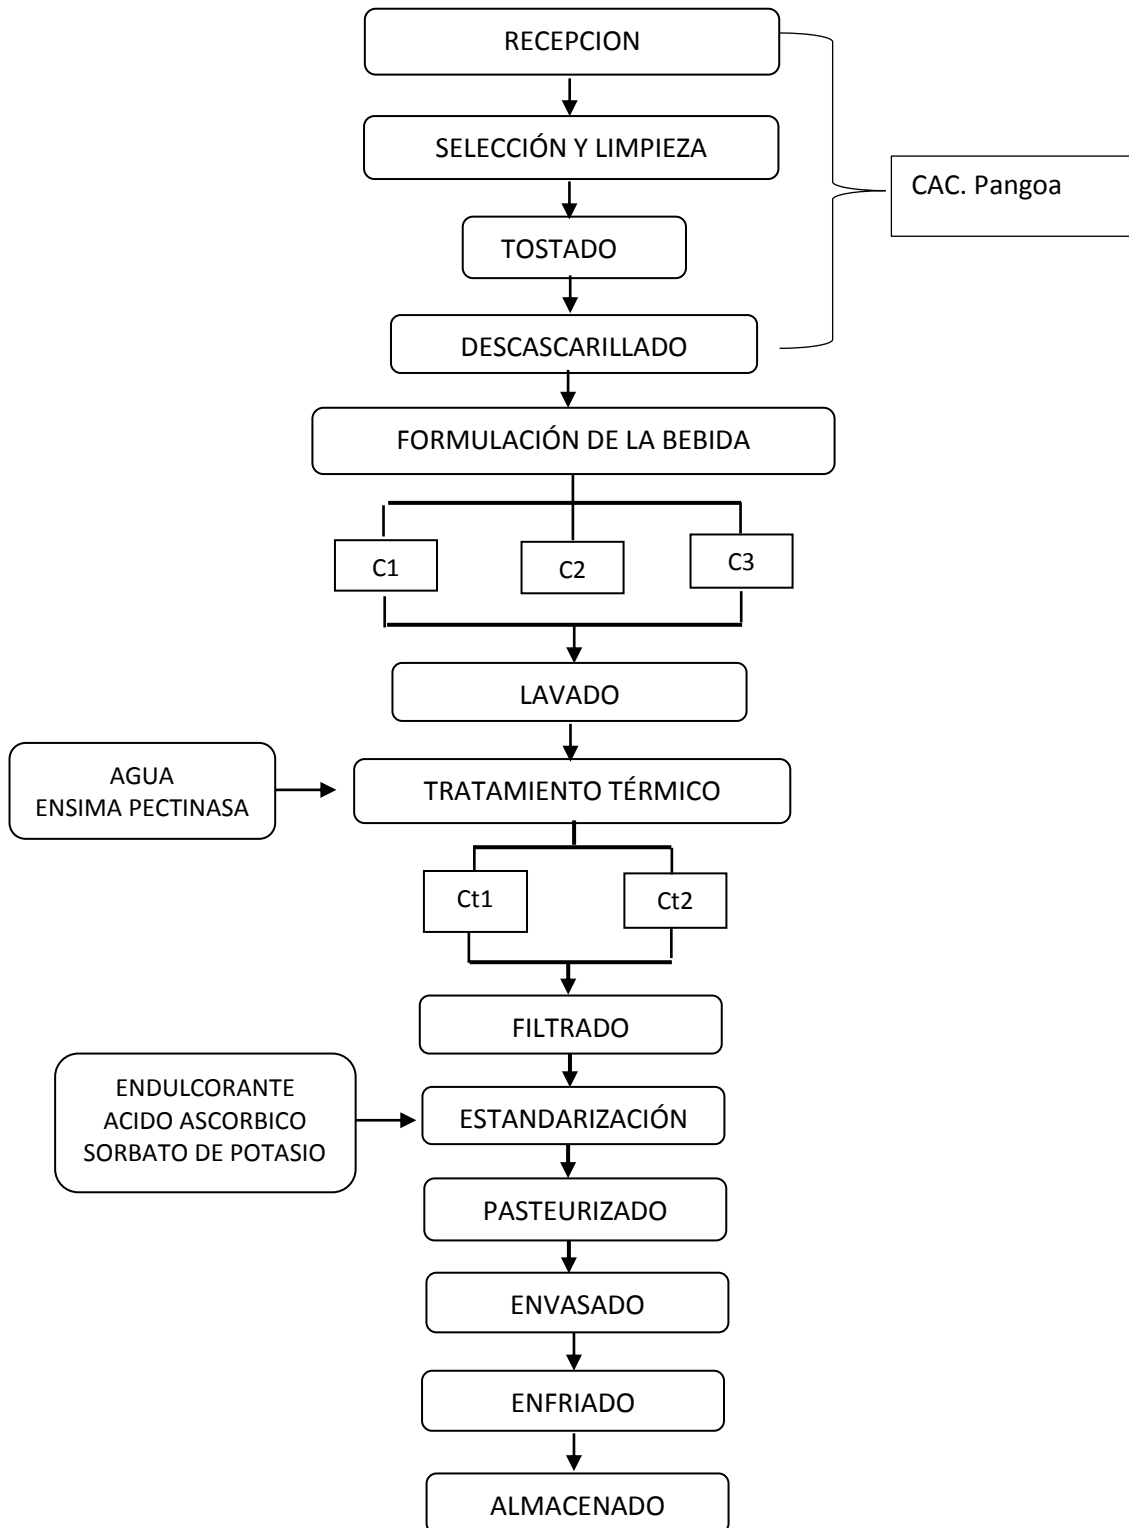 RECEPCION
SELECCIÓN Y LIMPIEZA
CAC. Pangoa
TOSTADO
DESCASCARILLADO
FORMULACIÓN DE LA BEBIDA
C1
C2
C3
LAVADO
AGUA
ENSIMA PECTINASA
TRATAMIENTO TÉRMICO
Ct1
Ct2
FILTRADO
ENDULCORANTE
ACIDO ASCORBICO
SORBATO DE POTASIO
ESTANDARIZACIÓN
PASTEURIZADO
ENVASADO
ENFRIADO
ALMACENADO